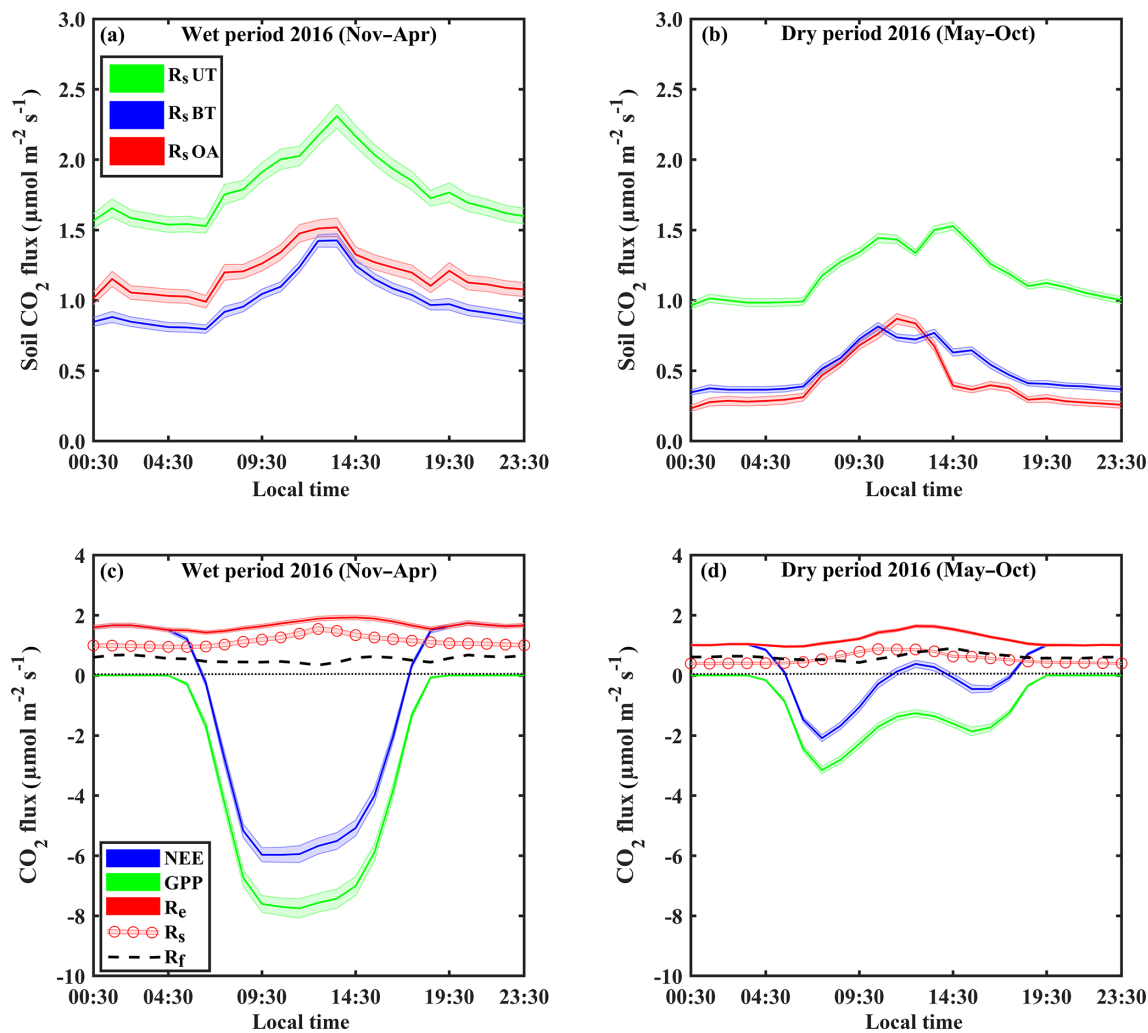 (a) Wet period 2016 (Nov–Apr)
Soil CO2 flux (µmol m-2 s-1)
3.0
2.5
2.0
1.5
1.0
0.5
0.0
Rs UT
Rs BT
Rs OA
00:30 04:30 09:30 14:30 19:30 23:30
Local time
(b) Dry period 2016 (May–Oct)
Soil CO2 flux (µmol m-2 s-1)
3.0
2.5
2.0
1.5
1.0
0.5
0.0
00:30 04:30 09:30 14:30 19:30 23:30
Local time
(c) Wet period 2016 (Nov–Apr)
CO2 flux (µmol m-2 s-1)
4
2
0
-2
-4
-6
-8
-10
NEE
GPP
Re
Rs
Rf
00:30 04:30 09:30 14:30 19:30 23:30
Local time
(d) Dry period 2016 (May–Oct)
CO2 flux (µmol m-2 s-1)
4
2
0
-2
-4
-6
-8
-10
00:30 04:30 09:30 14:30 19:30 23:30
Local time